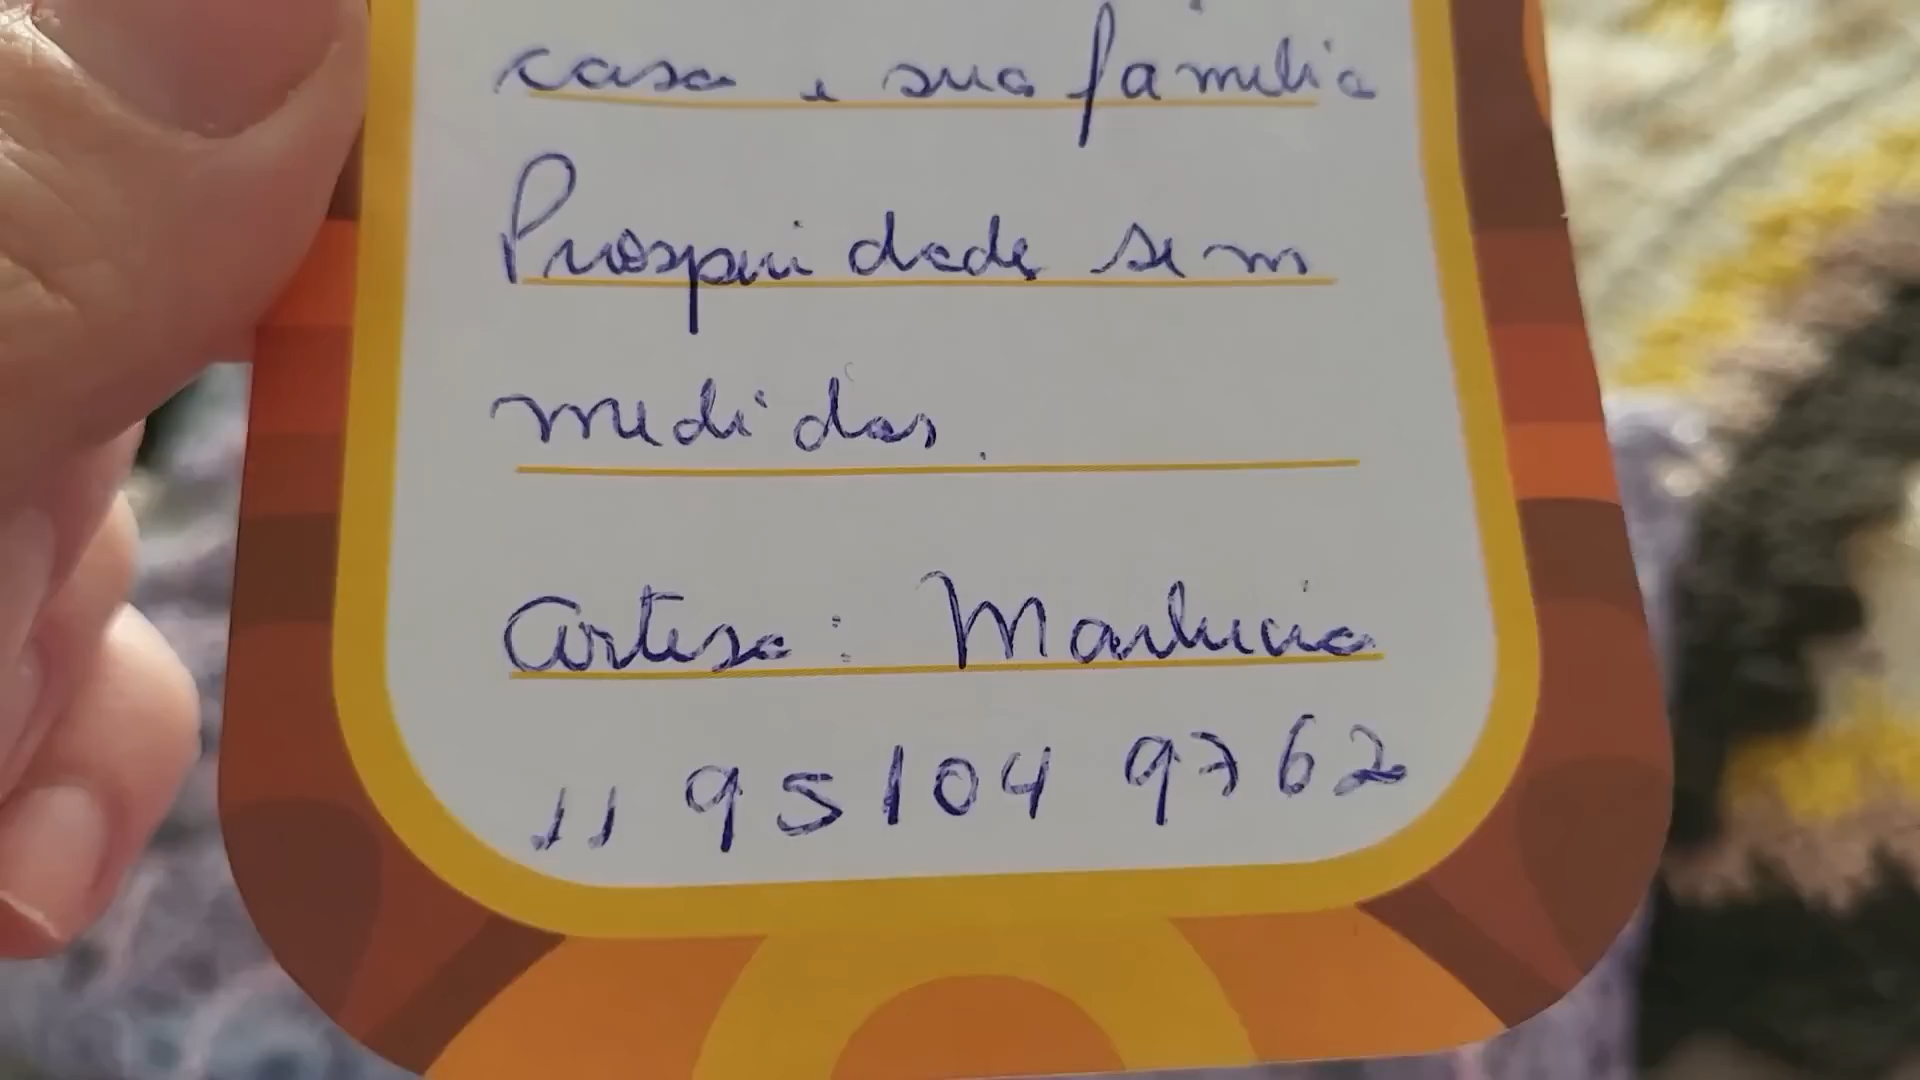 casa e sua família
Prosperidade sem
medidas.
Artesã: Marlucia
11 95104 9762